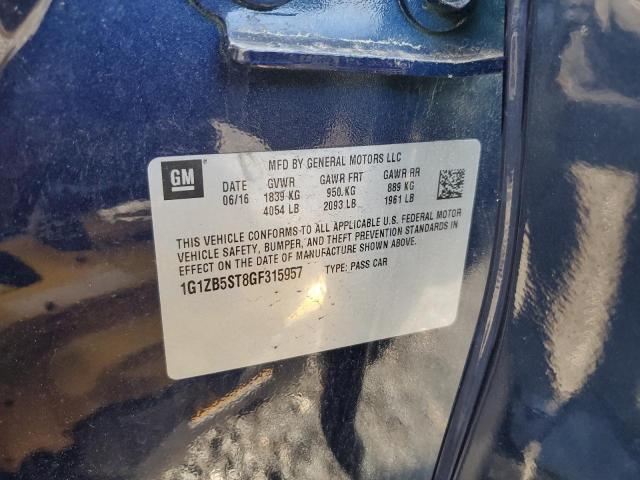 GM
MFD BY GENERAL MOTORS LLC
DATE GVWR GAWR FRT GAWR RR
06/16 1839 KG 950 KG 889 KG
4054 LB 2093 LB 1961 LB
THIS VEHICLE CONFORMS TO ALL APPLICABLE U.S. FEDERAL MOTOR
VEHICLE SAFETY, BUMPER, AND THEFT PREVENTION STANDARDS IN
EFFECT ON THE DATE OF MANUFACTURE SHOWN ABOVE.
1G1ZB5ST8GF315957 TYPE: PASS CAR